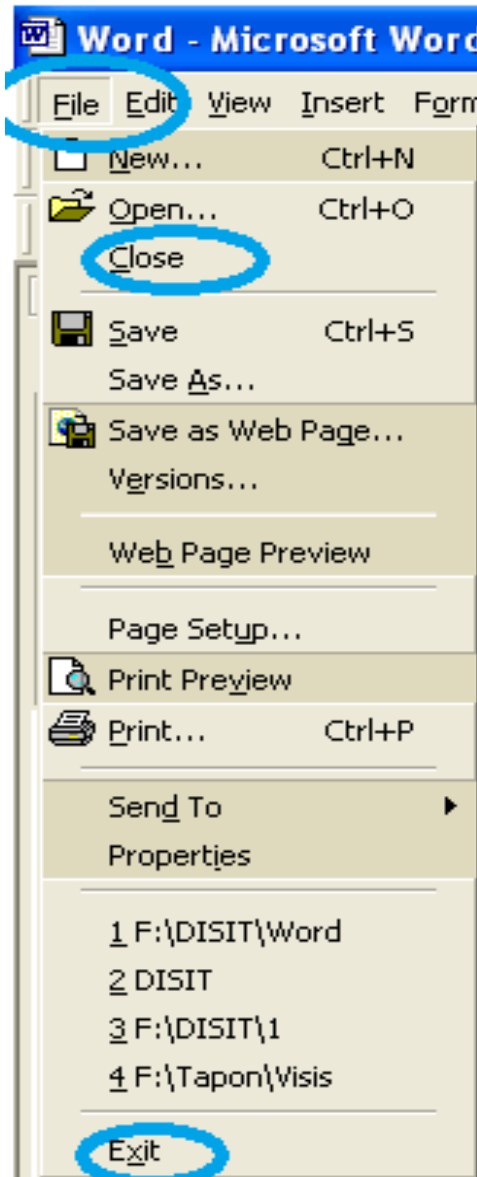 Word - Microsoft Word
File Edit View Insert Form
New... Ctrl+N
Open... Ctrl+O
Close
Save Ctrl+S
Save As...
Save as Web Page...
Versions...
Web Page Preview
Page Setup...
Print Preview
Print... Ctrl+P
Send To
Properties
1 F:\DISIT\Word
2 DISIT
3 F:\DISIT\1
4 F:\Tapon\Visis
Exit